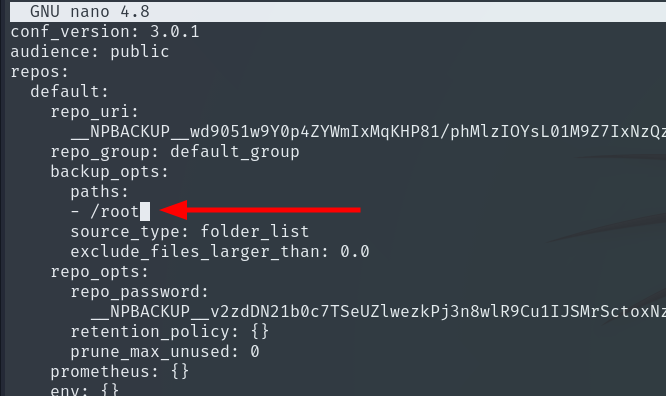 GNU nano 4.8
conf_version: 3.0.1
audience: public
repos:
  default:
    repo_uri:
      __NPBACKUP__wd9051w9Y0p4ZYWmIxMqKHP81/phMlzIOYsL01M9Z7IxNzQz
    repo_group: default_group
    backup_opts:
      paths:
      - /root
      source_type: folder_list
      exclude_files_larger_than: 0.0
    repo_opts:
      repo_password:
        __NPBACKUP__v2zdDN21b0c7TSeUZlwezkPj3n8wlR9Cu1IJSMrSctoxNz
      retention_policy: {}
      prune_max_unused: 0
    prometheus: {}
    env: {}